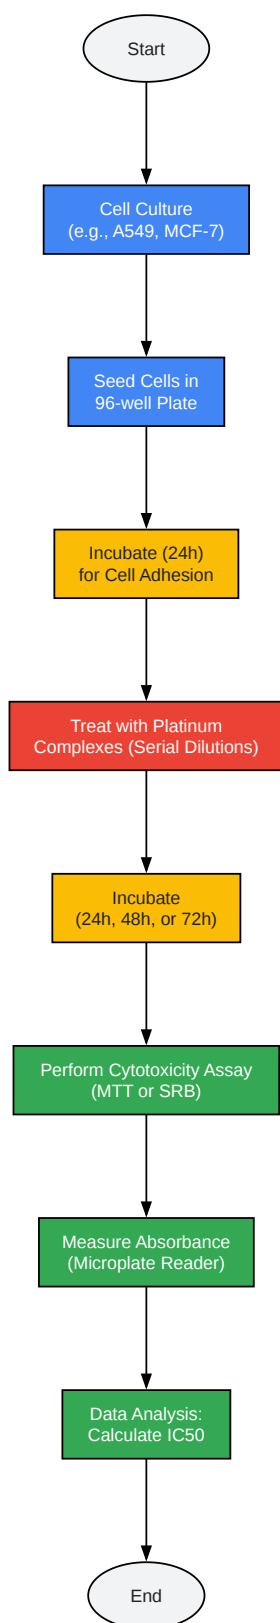 Start
Cell Culture
(e.g., A549, MCF-7)
Seed Cells in
96-well Plate
Incubate (24h)
for Cell Adhesion
Treat with Platinum
Complexes (Serial Dilutions)
Incubate
(24h, 48h, or 72h)
Perform Cytotoxicity Assay
(MTT or SRB)
Measure Absorbance
(Microplate Reader)
Data Analysis:
Calculate IC50
End